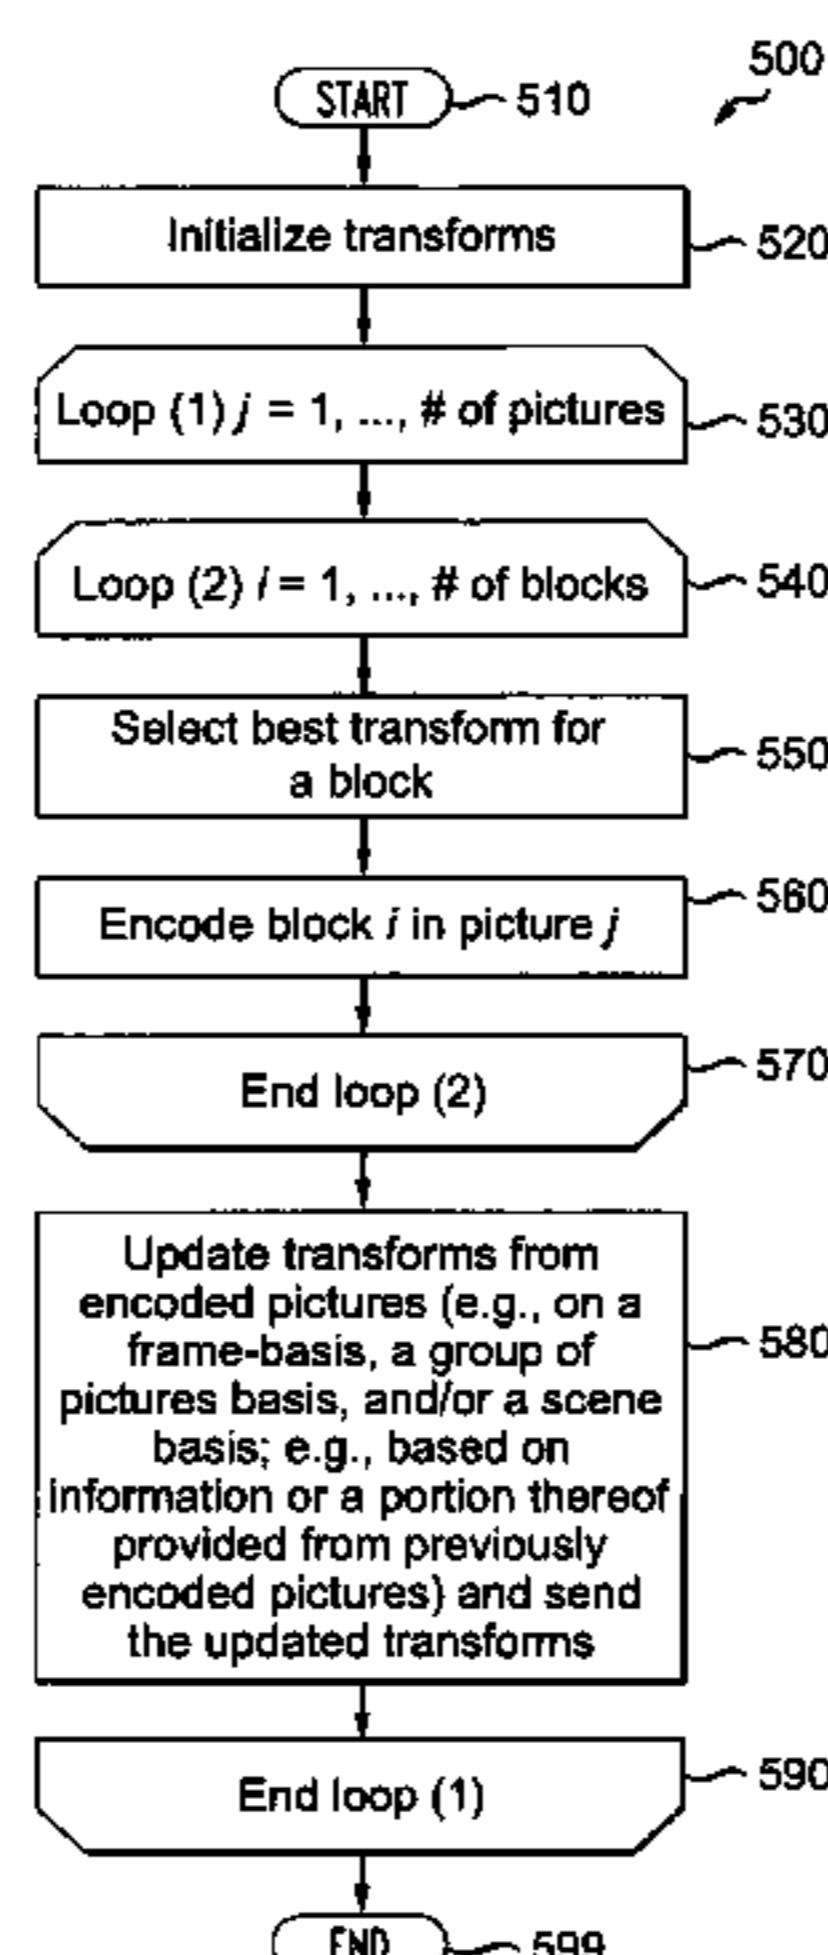 500
START 510
Initialize transforms 520
Loop (1) j = 1, ..., # of pictures 530
Loop (2) i = 1, ..., # of blocks 540
Select best transform for
a block 550
Encode block i in picture j 560
End loop (2) 570
Update transforms from
encoded pictures (e.g., on a
frame-basis, a group of
pictures basis, and/or a scene
basis; e.g., based on
information or a portion thereof
provided from previously
encoded pictures) and send
the updated transforms
580
End loop (1) 590
END 599